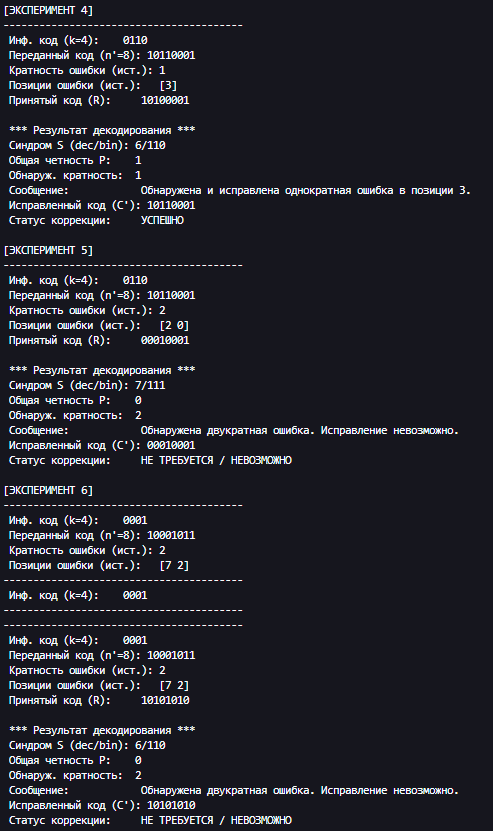 [ЭКСПЕРИМЕНТ 4]
----------------------------------------
Инф. код (k=4):    0110
Переданный код (n'=8): 10110001
Кратность ошибки (ист.): 1
Позиции ошибки (ист.):   [3]
Принятый код (R):     10100001
*** Результат декодирования ***
Синдром S (dec/bin): 6/110
Общая четность P:    1
Обнаруж. кратность:  1
Сообщение:            Обнаружена и исправлена однократная ошибка в позиции 3.
Исправленный код (C'): 10110001
Статус коррекции:     УСПЕШНО
[ЭКСПЕРИМЕНТ 5]
----------------------------------------
Инф. код (k=4):    0110
Переданный код (n'=8): 10110001
Кратность ошибки (ист.): 2
Позиции ошибки (ист.):   [2 0]
Принятый код (R):     00010001
*** Результат декодирования ***
Синдром S (dec/bin): 7/111
Общая четность P:    0
Обнаруж. кратность:  2
Сообщение:            Обнаружена двукратная ошибка. Исправление невозможно.
Исправленный код (C'): 00010001
Статус коррекции:     НЕ ТРЕБУЕТСЯ / НЕВОЗМОЖНО
[ЭКСПЕРИМЕНТ 6]
----------------------------------------
Инф. код (k=4):    0001
Переданный код (n'=8): 10001011
Кратность ошибки (ист.): 2
Позиции ошибки (ист.):   [7 2]
----------------------------------------
Инф. код (k=4):    0001
----------------------------------------
----------------------------------------
Инф. код (k=4):    0001
Переданный код (n'=8): 10001011
Кратность ошибки (ист.): 2
Позиции ошибки (ист.):   [7 2]
Принятый код (R):     10101010
*** Результат декодирования ***
Синдром S (dec/bin): 6/110
Общая четность P:    0
Обнаруж. кратность:  2
Сообщение:            Обнаружена двукратная ошибка. Исправление невозможно.
Исправленный код (C'): 10101010
Статус коррекции:     НЕ ТРЕБУЕТСЯ / НЕВОЗМОЖНО